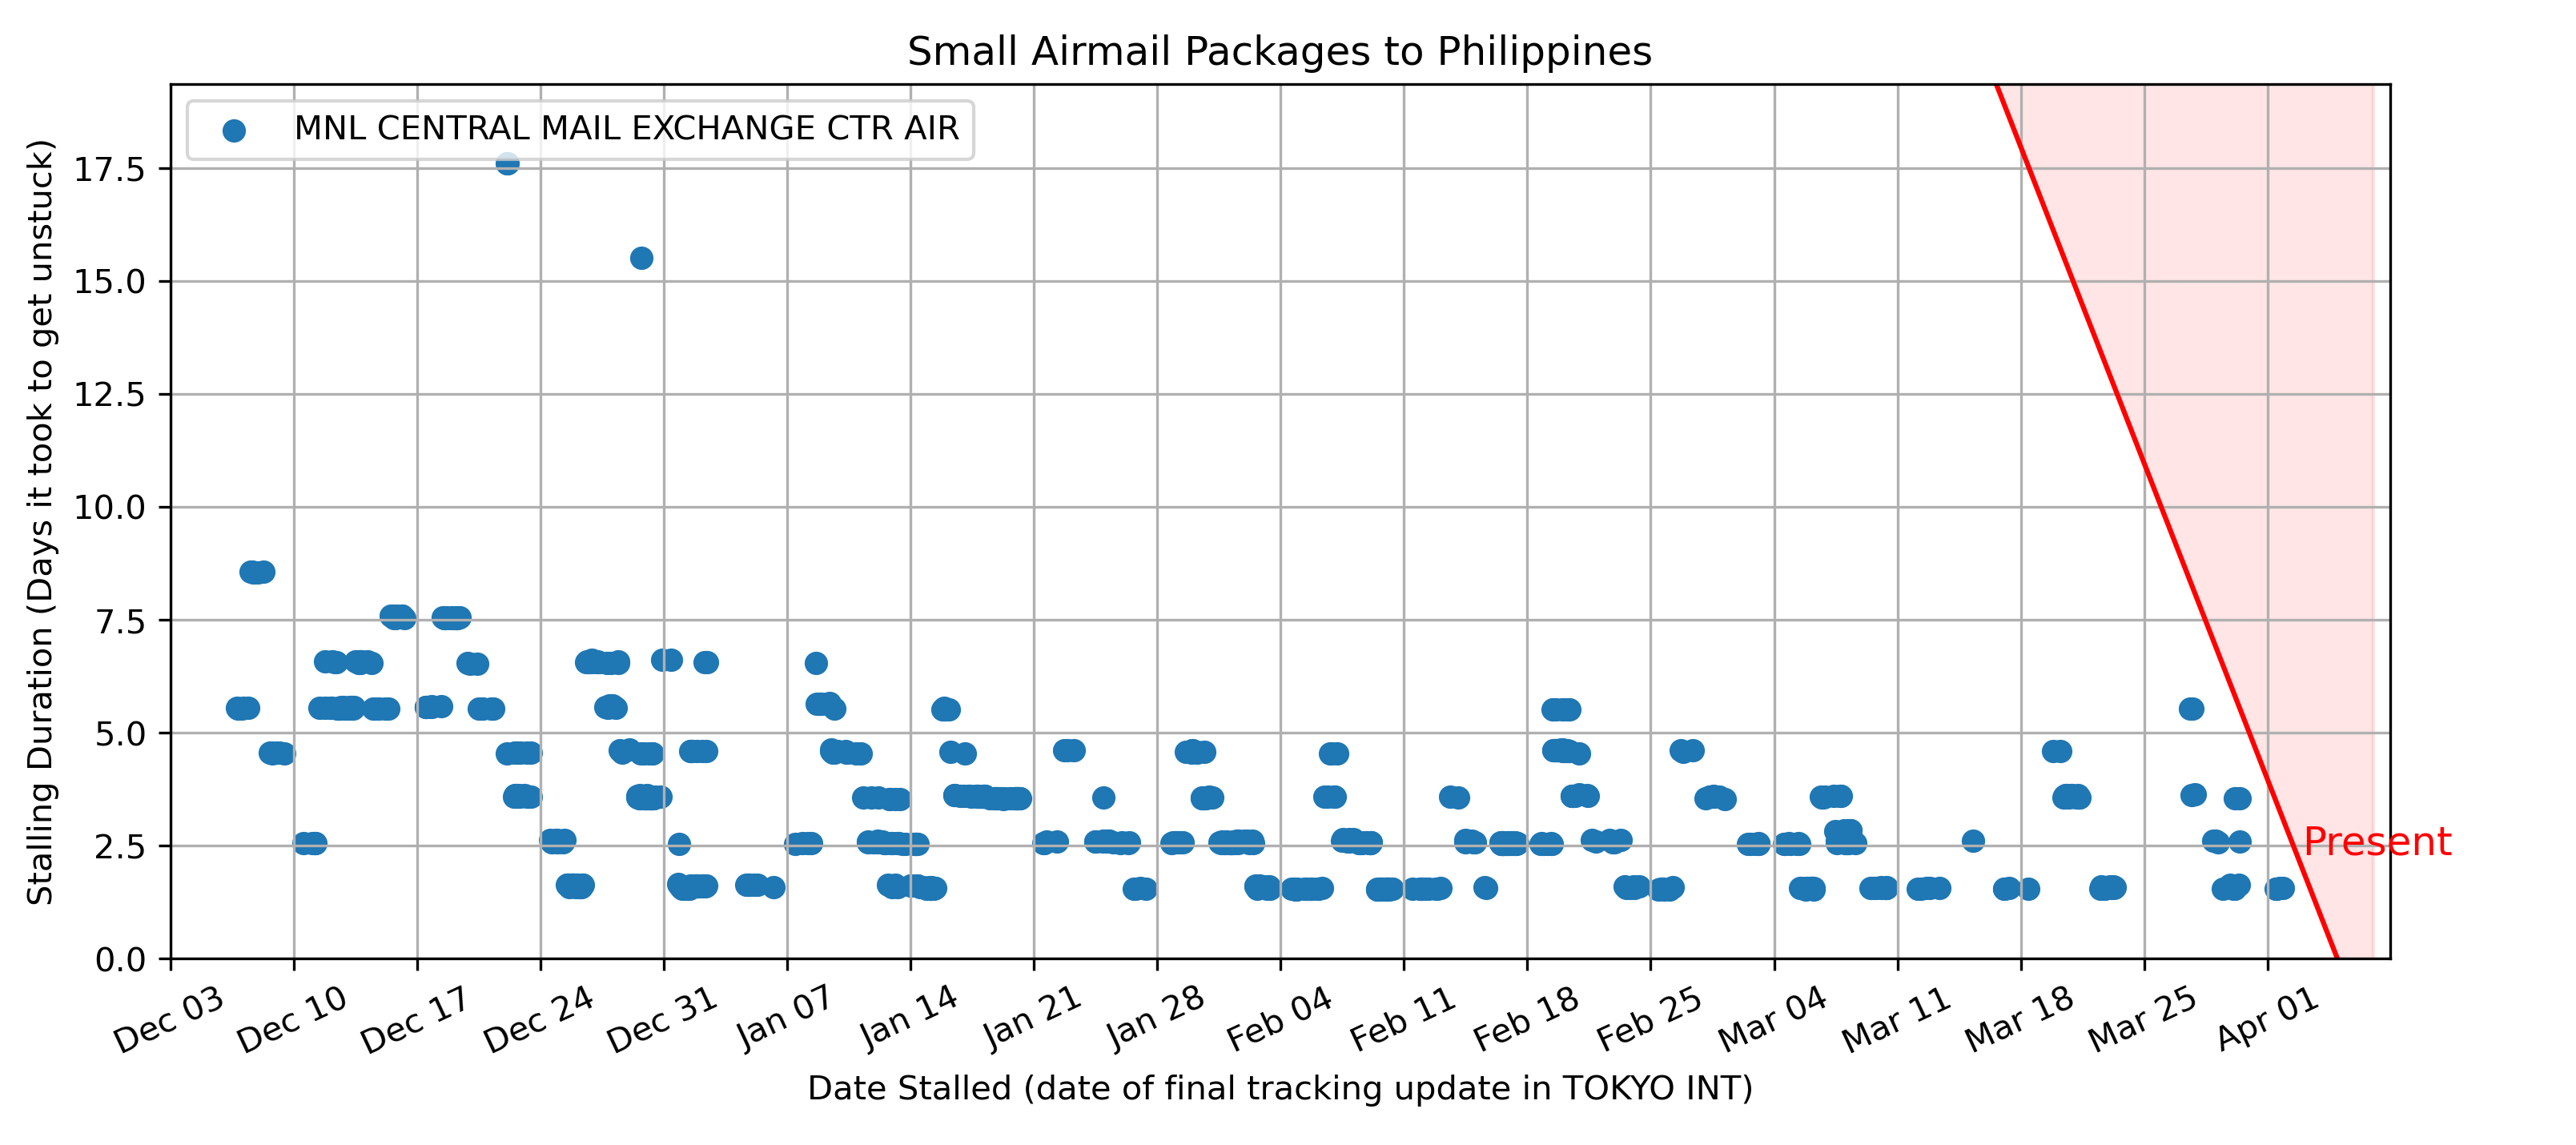 Small Airmail Packages to Philippines
MNL CENTRAL MAIL EXCHANGE CTR AIR
Stalling Duration (Days it took to get unstuck)
17.5
15.0
12.5
10.0
7.5
5.0
2.5
0.0
Present
Dec 03 Dec 10 Dec 17 Dec 24 Dec 31 Jan 07 Jan 14 Jan 21 Jan 28 Feb 04 Feb 11 Feb 18 Feb 25 Mar 04 Mar 11 Mar 18 Mar 25 Apr 01
Date Stalled (date of final tracking update in TOKYO INT)